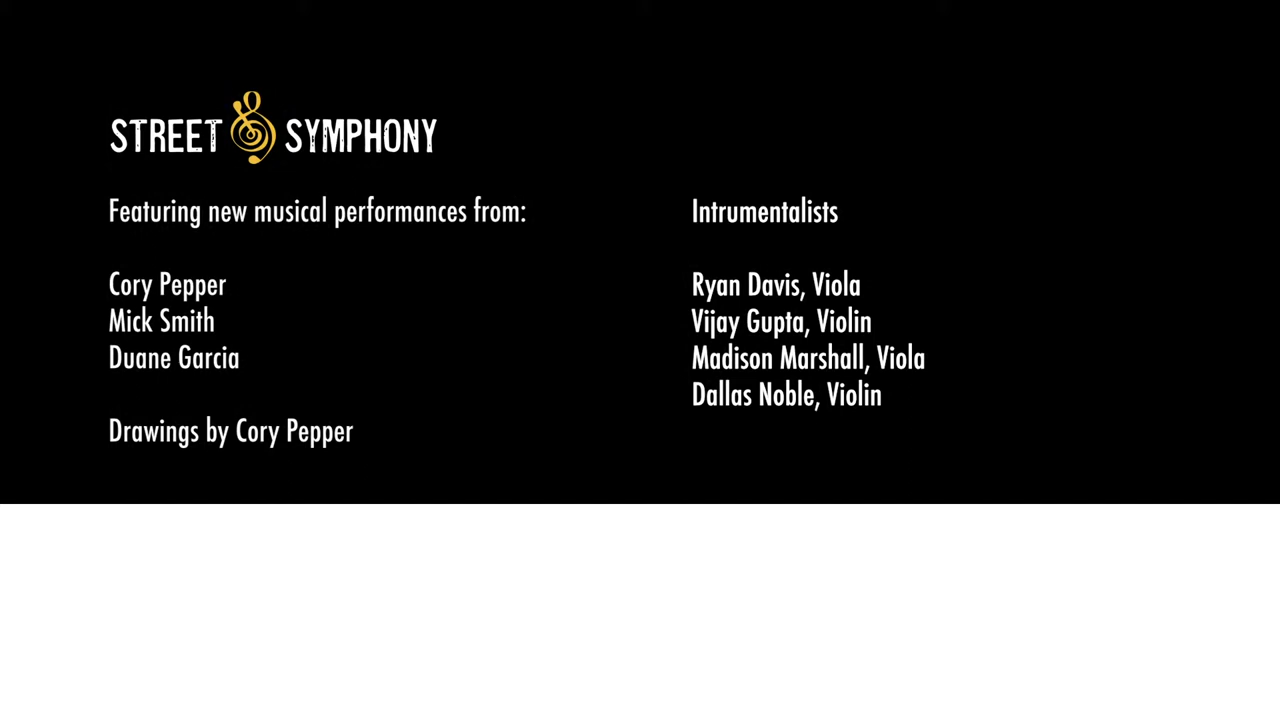 STREET SYMPHONY
Featuring new musical performances from:
Cory Pepper
Mick Smith
Duane Garcia
Drawings by Cory Pepper
Intrumentalists
Ryan Davis, Viola
Vijay Gupta, Violin
Madison Marshall, Viola
Dallas Noble, Violin